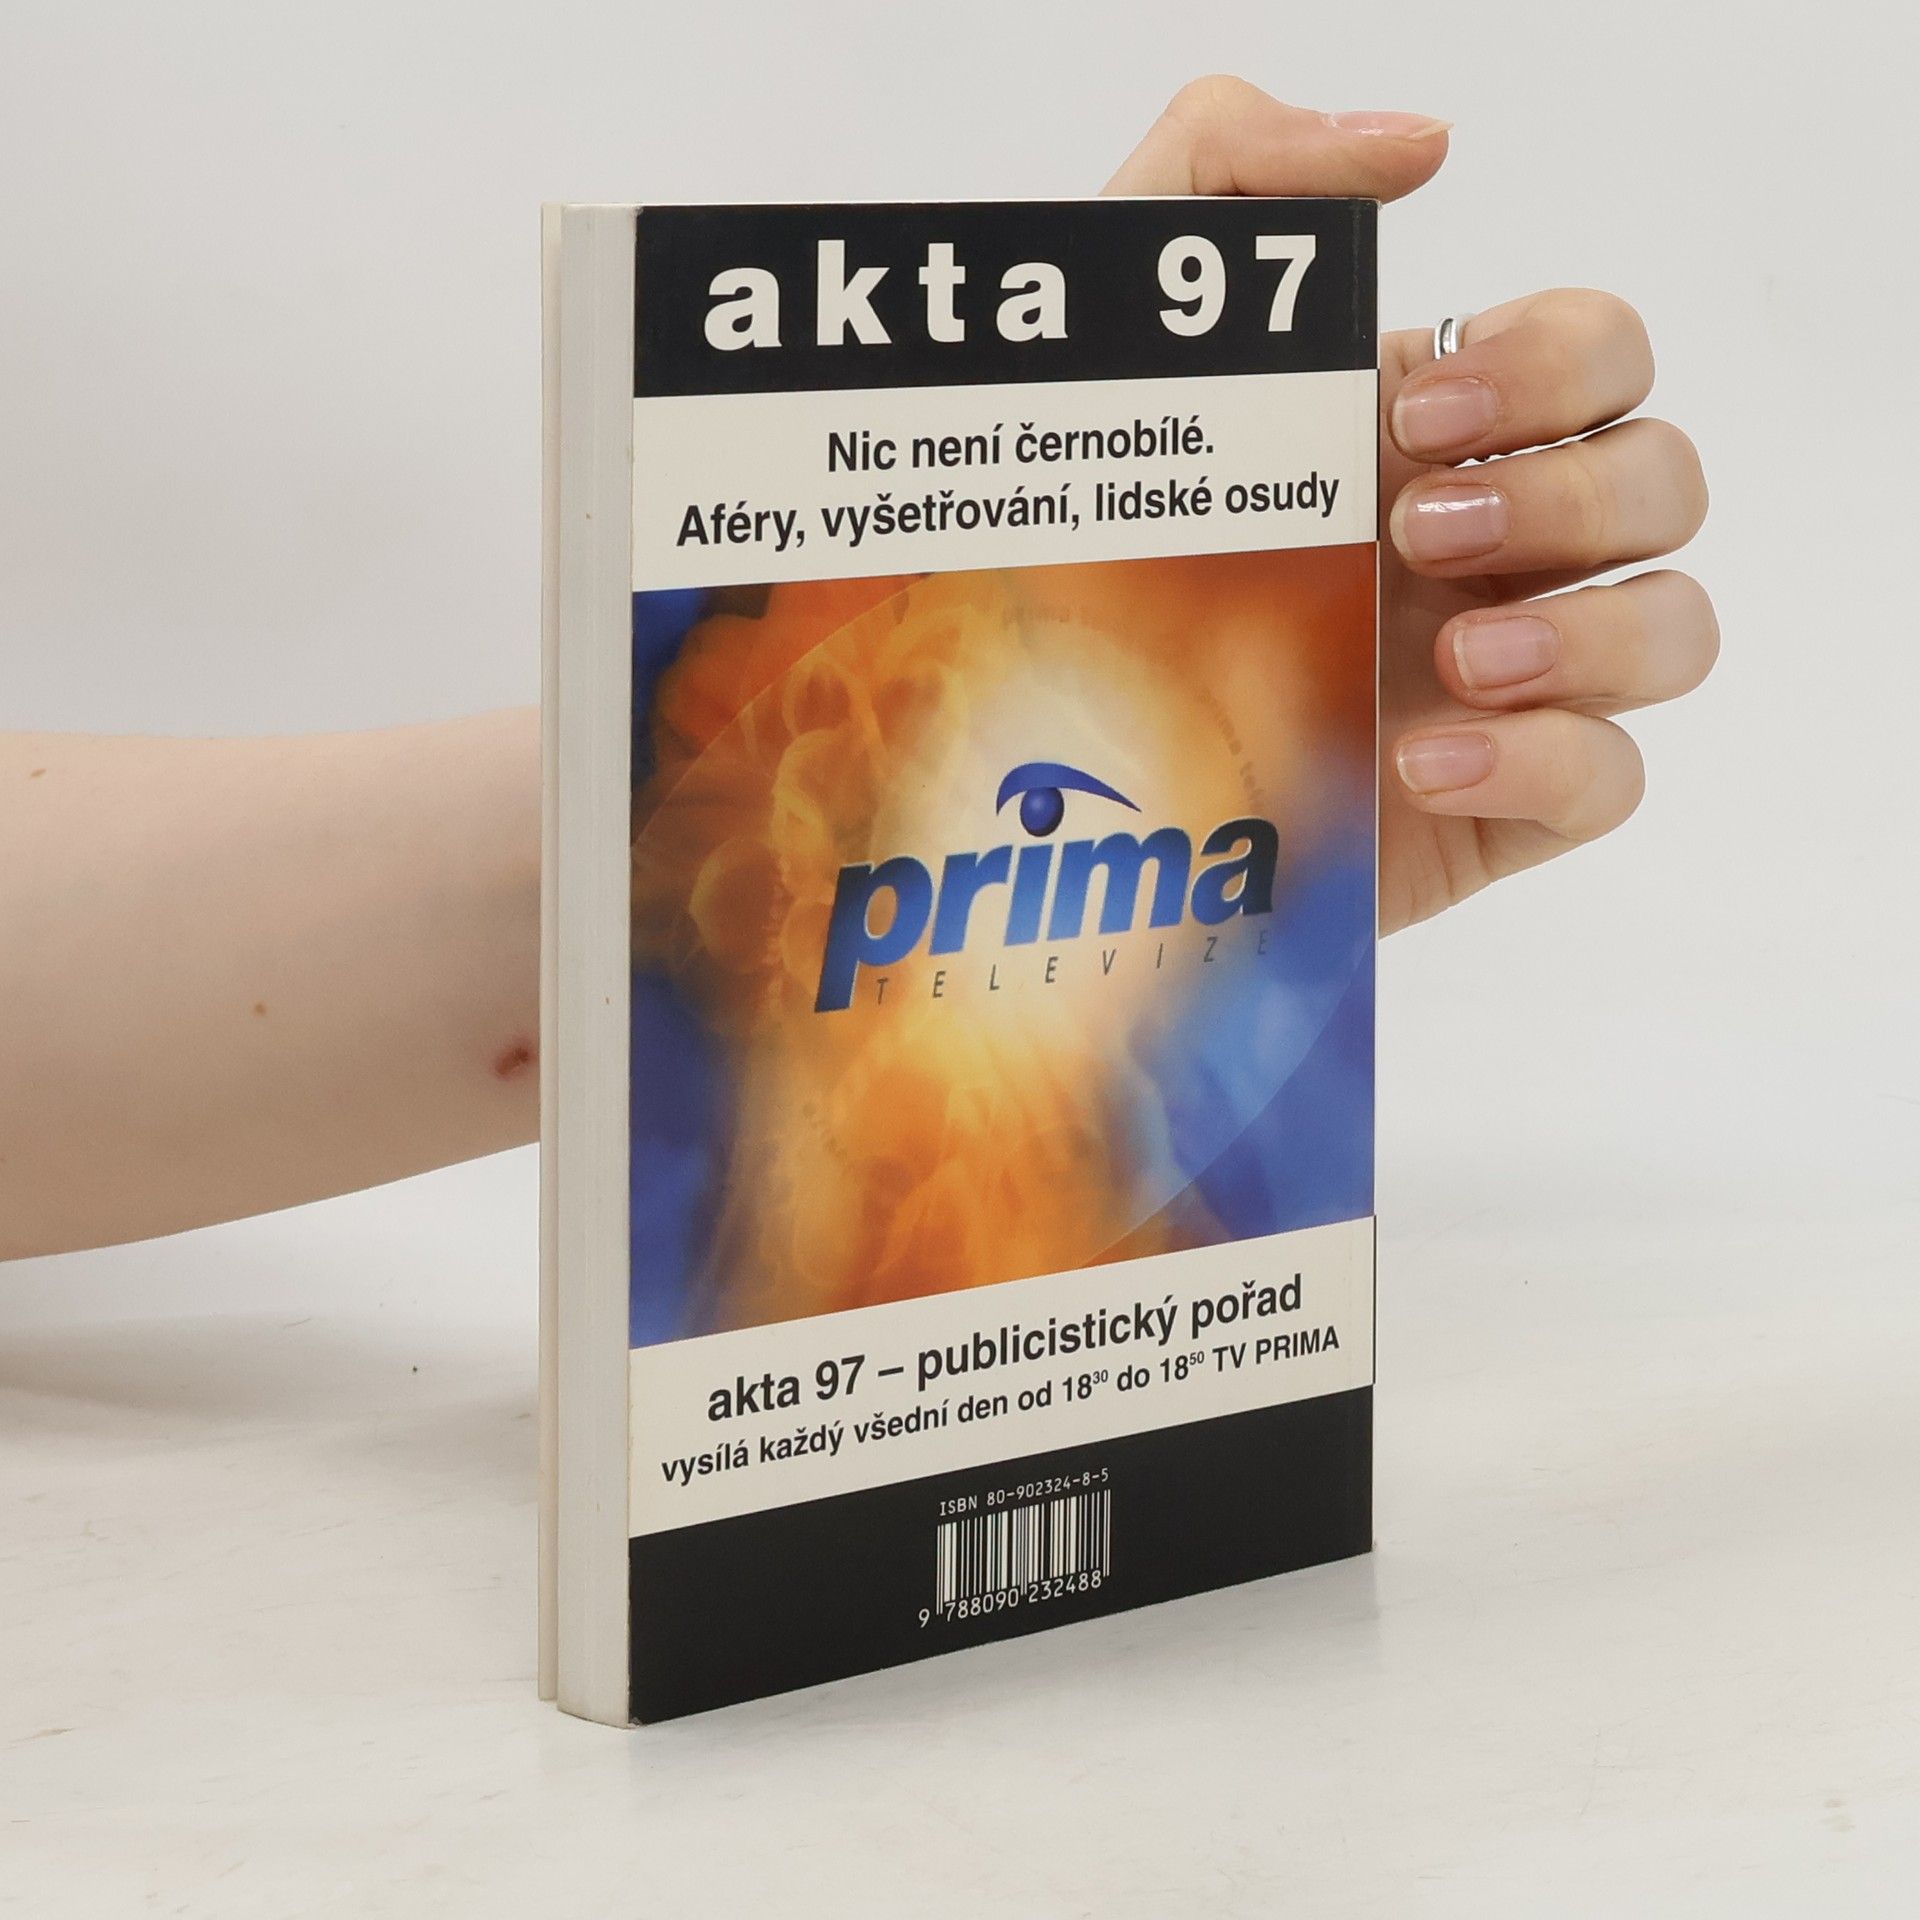 akta 97
Nic není černobílé.
Aféry, vyšetřování, lidské osudy
prima
TELEVIZE
akta 97 – publicistický pořad
vysílá každý všední den od 18³⁰ do 18⁵⁰ TV PRIMA
ISBN 80-902324-8-5
9 788090 232488